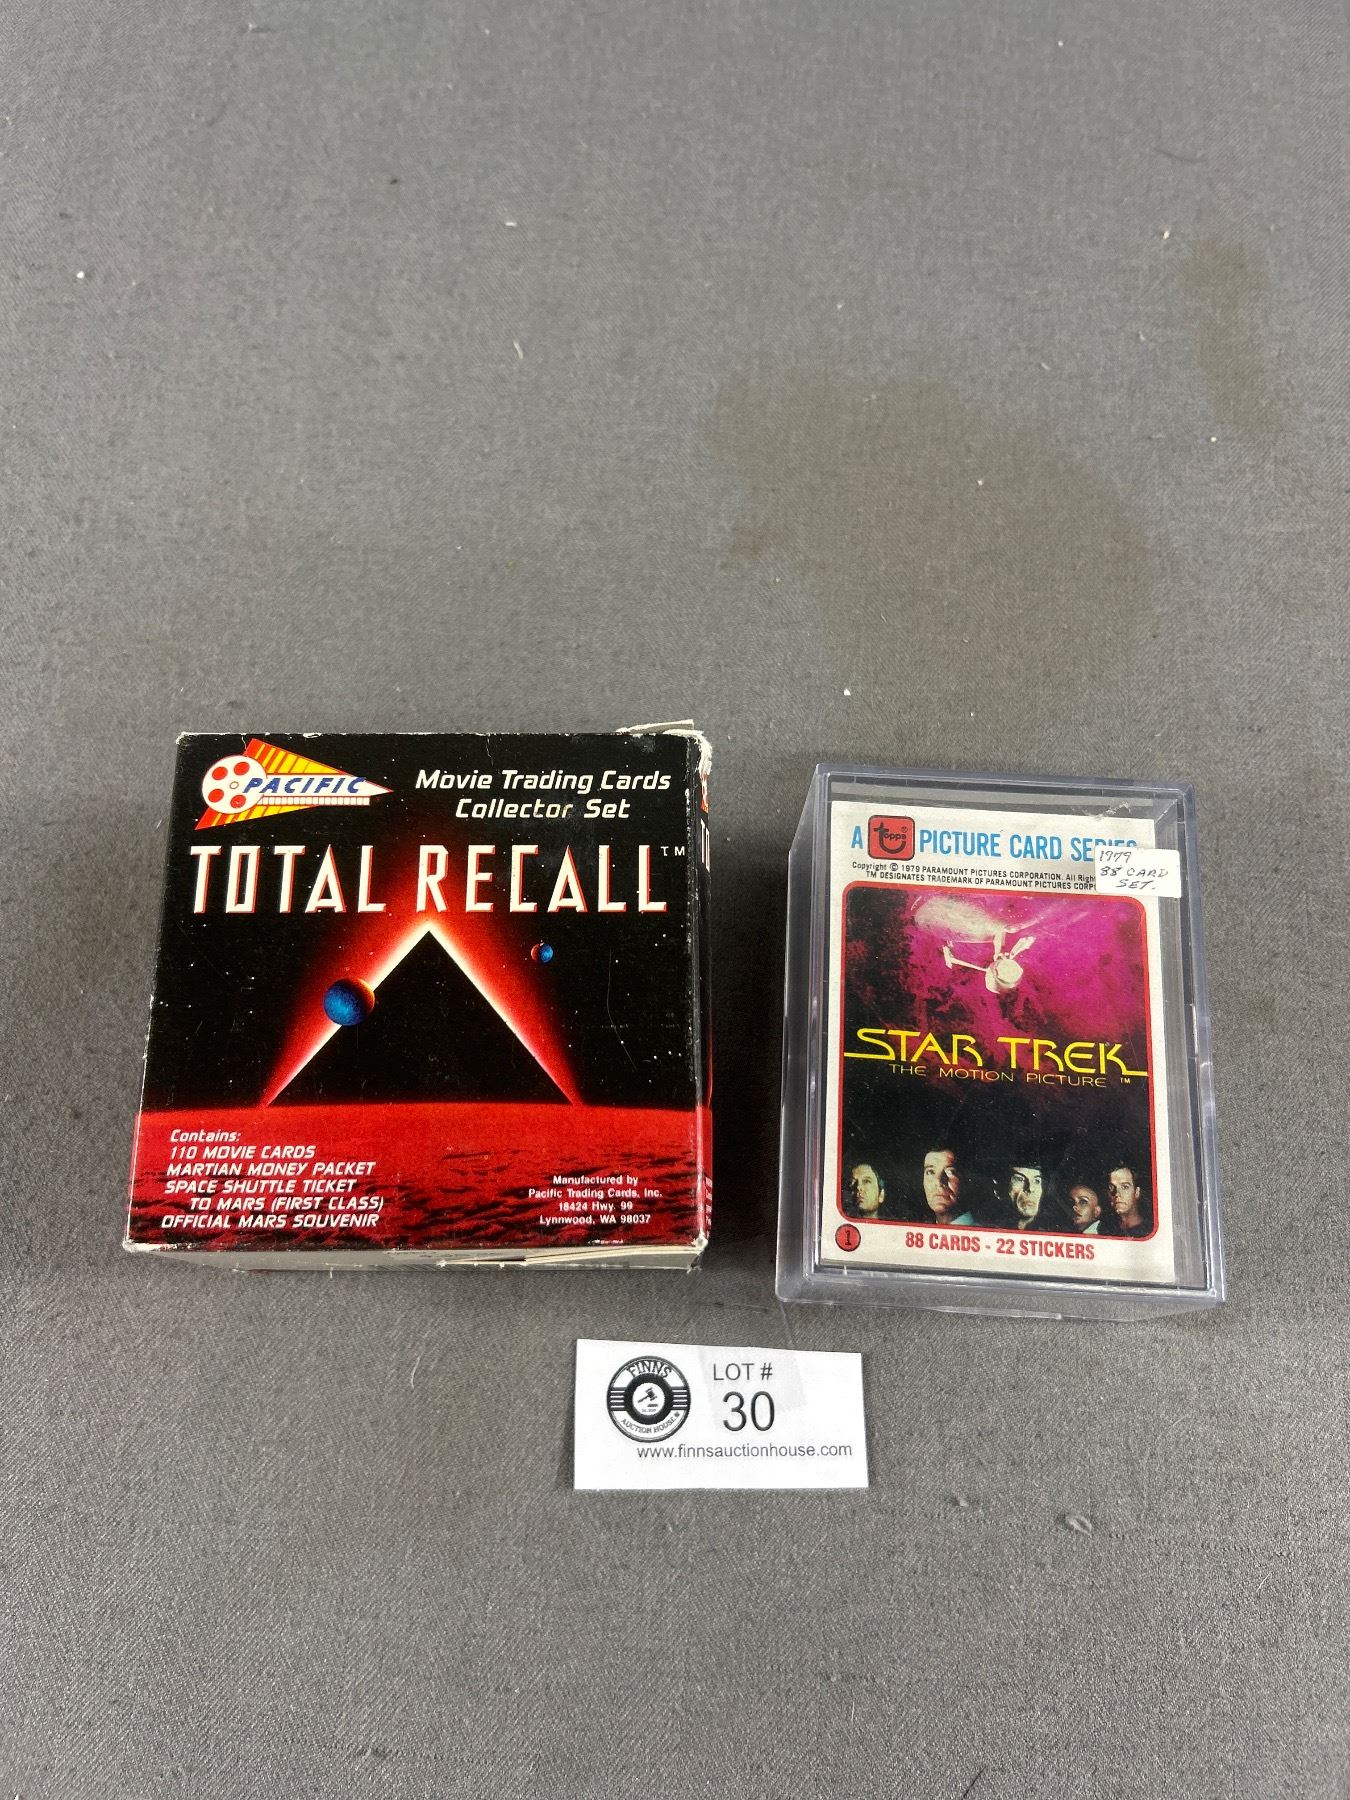 PACIFIC
Movie Trading Cards
Collector Set
TOTAL RECALL™
Contains:
110 MOVIE CARDS
MARTIAN MONEY PACKET
SPACE SHUTTLE TICKET
TO MARS (FIRST CLASS)
OFFICIAL MARS SOUVENIR
Manufactured by
Pacific Trading Cards, Inc.
18424 Hwy. 99
Lynnwood, WA 98037
A topps® PICTURE CARD SERIES
Copyright © 1979 PARAMOUNT PICTURES CORPORATION. All
TM DESIGNATES TRADEMARK OF PARAMOUNT PICTURES
1979
88 CARD
SET.
STAR TREK
THE MOTION PICTURE ™
1
88 CARDS - 22 STICKERS
FINNS
AUCTION HOUSE
LOT #
30
www.finnsauctionhouse.com